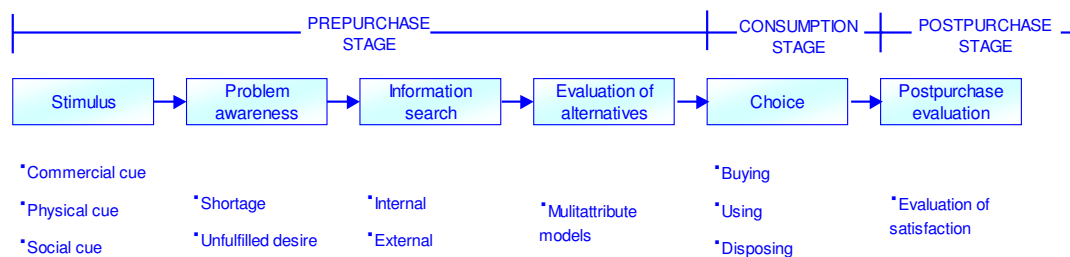 PREPURCHASE
STAGE
CONSUMPTION
STAGE
POSTPURCHASE
STAGE
Stimulus
Problem
awareness
Information
search
Evaluation of
alternatives
Choice
Postpurchase
evaluation
▪Commercial cue
▪Physical cue
▪Social cue
▪Shortage
▪Unfulfilled desire
▪Internal
▪External
▪Mulitattribute
models
▪Buying
▪Using
▪Disposing
▪Evaluation of
satisfaction